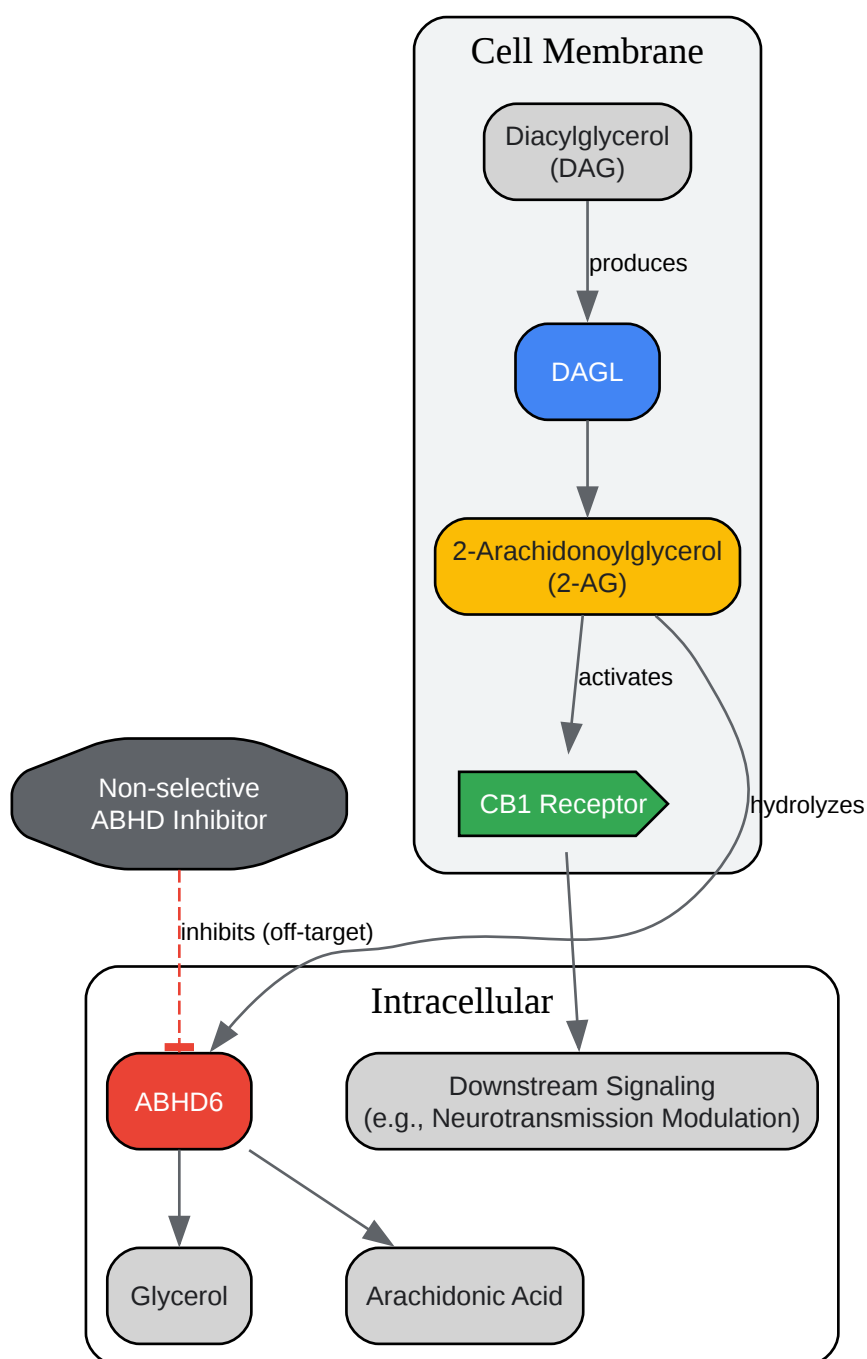 Cell Membrane
Diacylglycerol
(DAG)
produces
DAGL
2-Arachidonoylglycerol
(2-AG)
activates
Non-selective
ABHD Inhibitor
CB1 Receptor
hydrolyzes
inhibits (off-target)
Intracellular
ABHD6
Downstream Signaling
(e.g., Neurotransmission Modulation)
Glycerol
Arachidonic Acid